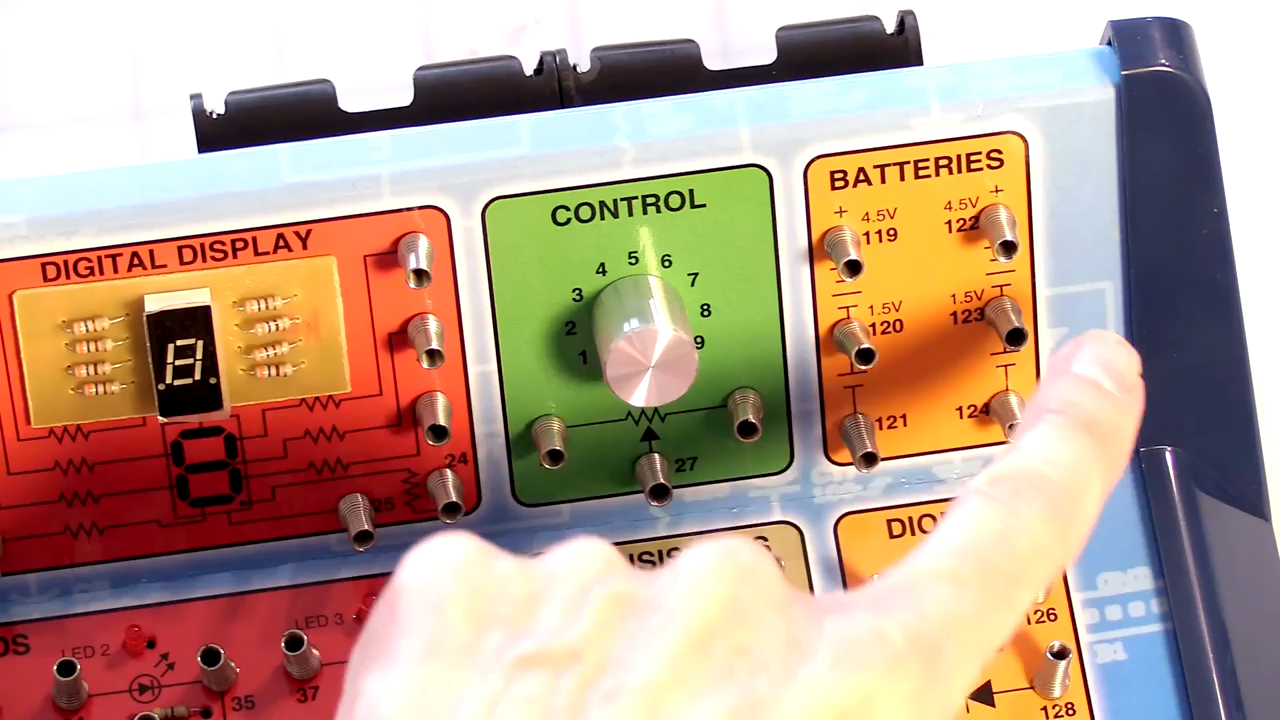 BATTERIES
CONTROL
DIGITAL DISPLAY
+ +
4.5V 4.5V
119 122
1.5V 1.5V
120 123
121 124
4 5 6
3 7
2 8
1 9
27
24
25
LED 2
LED 3
35
37
126
128